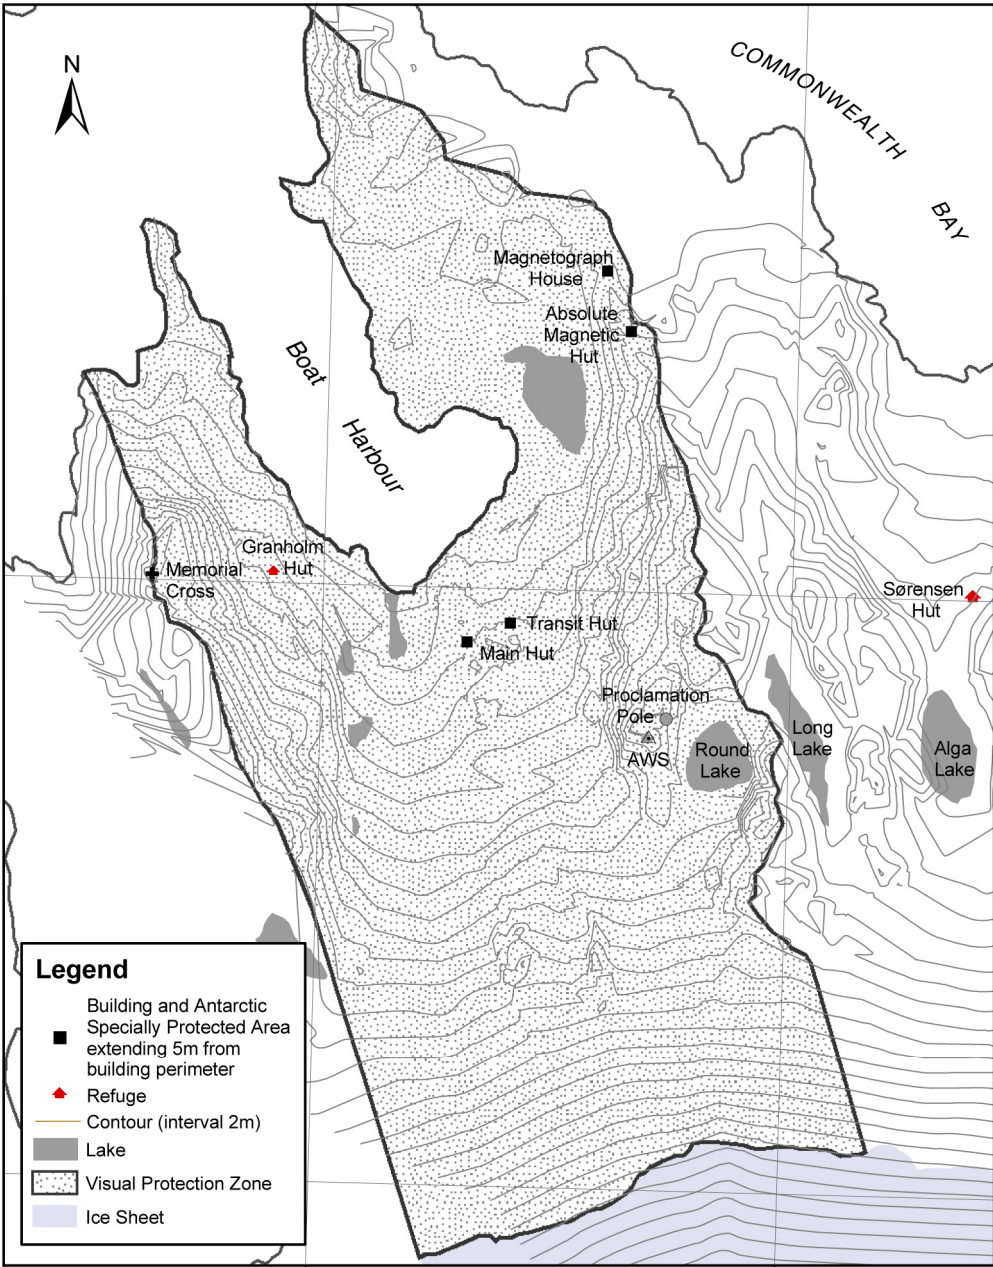 N
COMMONWEALTH
BAY
Magnetograph
House
Absolute
Magnetic
Hut
Boat
Harbour
Granholm
Hut
Memorial
Cross
Sørensen
Hut
Transit Hut
Main Hut
Proclamation
Pole
AWS
Round
Lake
Long
Lake
Alga
Lake
Legend
Building and Antarctic
Specially Protected Area
extending 5m from
building perimeter
Refuge
Contour (interval 2m)
Lake
Visual Protection Zone
Ice Sheet